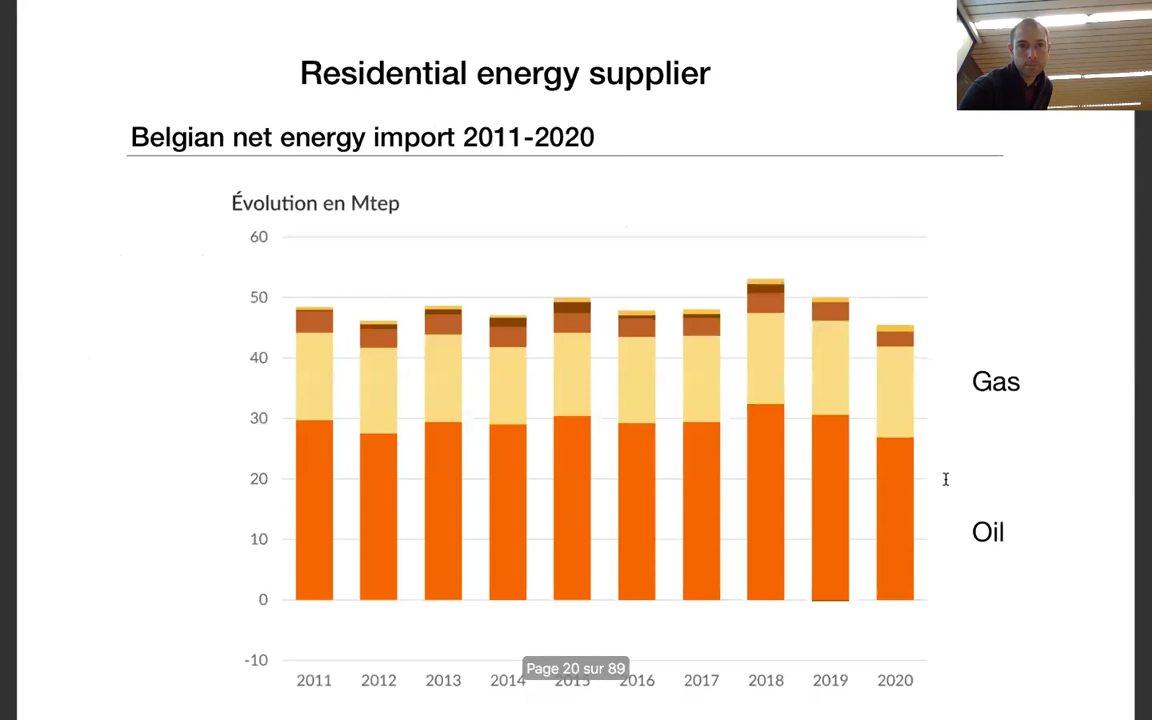 Residential energy supplier
Belgian net energy import 2011-2020
Évolution en Mtep
60
50
40
30
20
10
0
-10
Gas
Oil
Page 20 sur 89
2011 2012 2013 2014 2015 2016 2017 2018 2019 2020